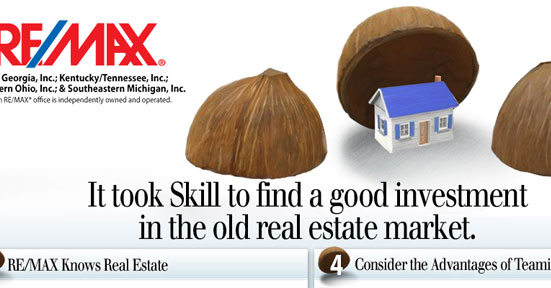 RE/MAX®
Georgia, Inc.; Kentucky/Tennessee, Inc.;
ern Ohio, Inc.; & Southeastern Michigan, Inc.
RE/MAX® office is independently owned and operated.
It took Skill to find a good investment
in the old real estate market.
RE/MAX Knows Real Estate
4 Consider the Advantages of Teami